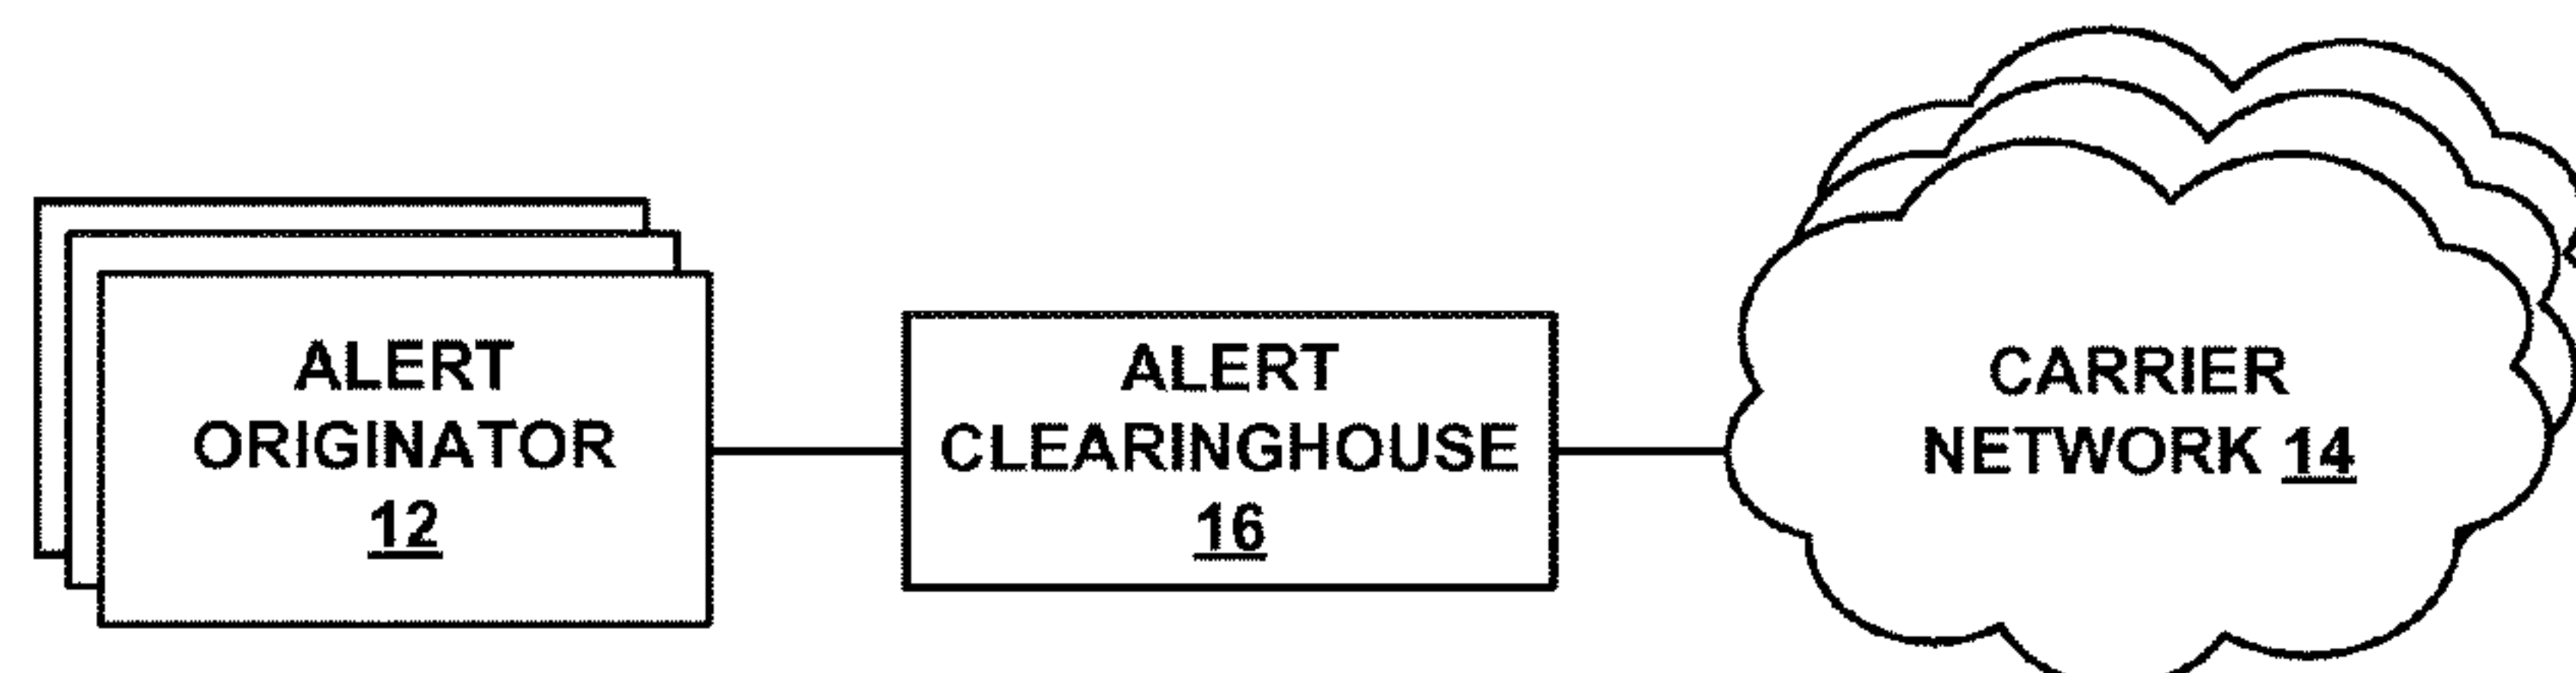 ALERT
ORIGINATOR
12
ALERT
CLEARINGHOUSE
16
CARRIER
NETWORK 14